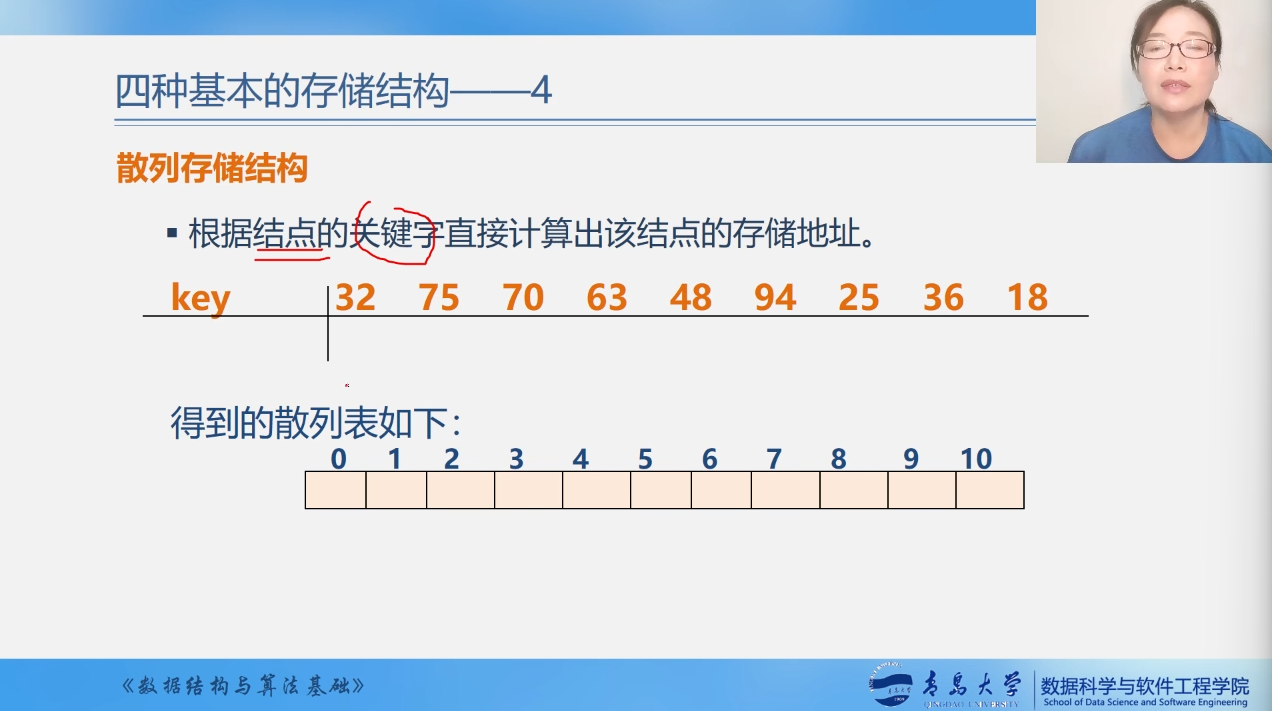 四种基本的存储结构——4
散列存储结构
▪ 根据结点的关键字直接计算出该结点的存储地址。
key 32 75 70 63 48 94 25 36 18
得到的散列表如下：
0 1 2 3 4 5 6 7 8 9 10
《数据结构与算法基础》
青岛大学
QINGDAO UNIVERSITY
数据科学与软件工程学院
School of Data Science and Software Engineering